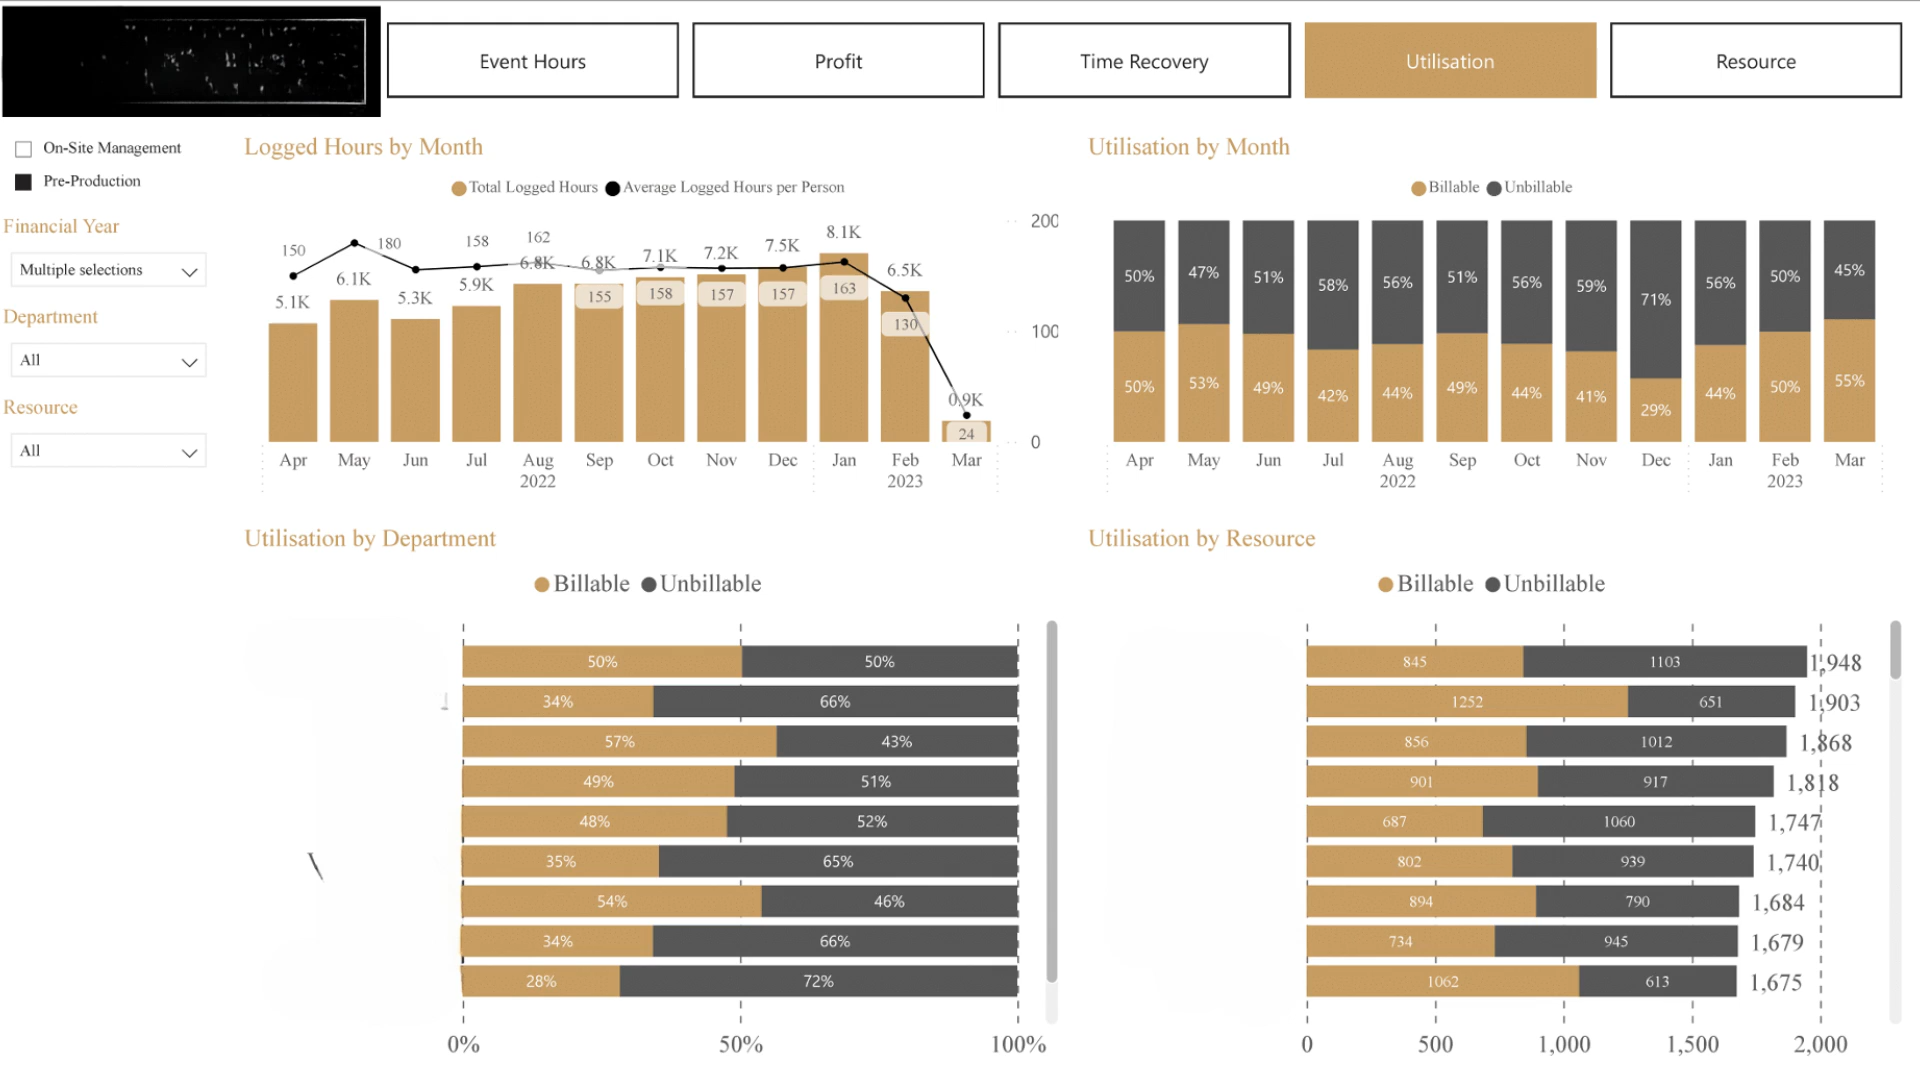 Event Hours
Profit
Time Recovery
Utilisation
Resource
On-Site Management
Pre-Production
Financial Year
Multiple selections
Department
All
Resource
All
Logged Hours by Month
Total Logged Hours Average Logged Hours per Person
150 180 158 162 6.8K 6.8K 7.1K 7.2K 7.5K 8.1K 6.5K 0.9K
5.1K 6.1K 5.3K 5.9K
155 158 157 157 163 130 24
200
100
0
Apr May Jun Jul Aug Sep Oct Nov Dec Jan Feb Mar
2022 2023
Utilisation by Month
Billable Unbillable
50% 47% 51% 58% 56% 51% 56% 59% 71% 56% 50% 45%
50% 53% 49% 42% 44% 49% 44% 41% 29% 44% 50% 55%
Apr May Jun Jul Aug Sep Oct Nov Dec Jan Feb Mar
2022 2023
Utilisation by Department
Billable Unbillable
50% 50%
34% 66%
57% 43%
49% 51%
48% 52%
35% 65%
54% 46%
34% 66%
28% 72%
0% 50% 100%
Utilisation by Resource
Billable Unbillable
845 1103 1,948
1252 651 1,903
856 1012 1,868
901 917 1,818
687 1060 1,747
802 939 1,740
894 790 1,684
734 945 1,679
1062 613 1,675
0 500 1,000 1,500 2,000